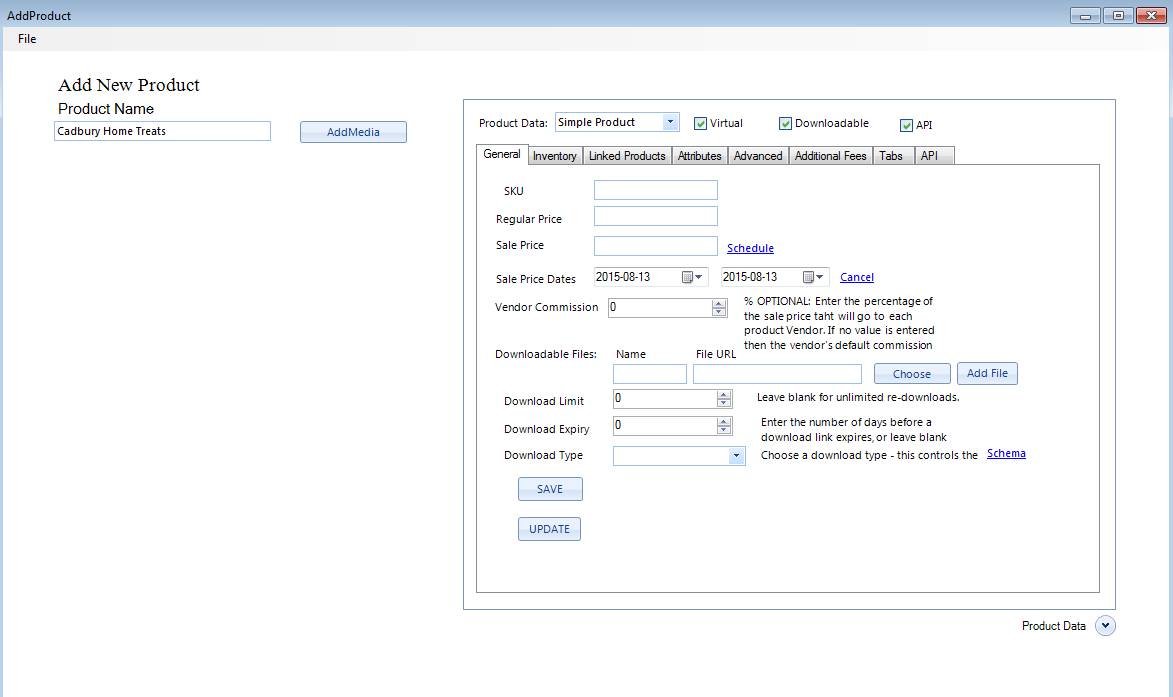 AddProduct
File
Add New Product
Product Name
Cadbury Home Treats
AddMedia
Product Data: Simple Product Virtual Downloadable API
General Inventory Linked Products Attributes Advanced Additional Fees Tabs API
SKU
Regular Price
Sale Price Schedule
Sale Price Dates 2015-08-13 2015-08-13 Cancel
Vendor Commission 0
% OPTIONAL: Enter the percentage of
the sale price taht will go to each
product Vendor. If no value is entered
then the vendor's default commission
Downloadable Files: Name File URL
Choose Add File
Download Limit 0 Leave blank for unlimited re-downloads.
Download Expiry 0 Enter the number of days before a
download link expires, or leave blank
Download Type Choose a download type - this controls the Schema
SAVE
UPDATE
Product Data